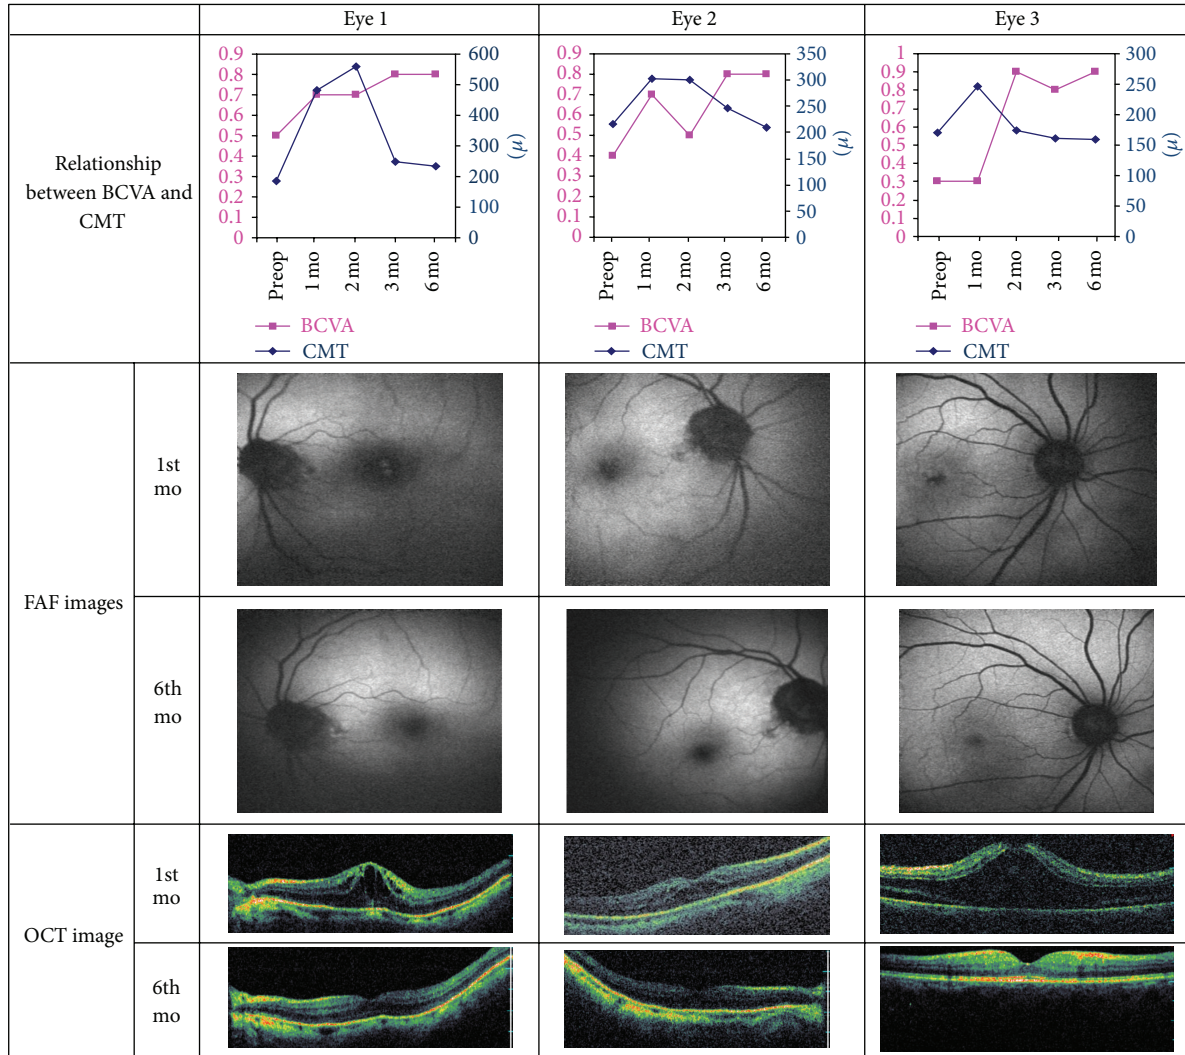 Eye 1
Eye 2
Eye 3
Relationship
between BCVA and
CMT
0.9
0.8
0.7
0.6
0.5
0.4
0.3
0.2
0.1
0
600
500
400
300
200
100
0
(μ)
Preop
1 mo
2 mo
3 mo
6 mo
BCVA
CMT
0.9
0.8
0.7
0.6
0.5
0.4
0.3
0.2
0.1
0
350
300
250
200
150
100
50
0
(μ)
Preop
1 mo
2 mo
3 mo
6 mo
BCVA
CMT
1
0.9
0.8
0.7
0.6
0.5
0.4
0.3
0.2
0.1
0
300
250
200
150
100
50
0
(μ)
Preop
1 mo
2 mo
3 mo
6 mo
BCVA
CMT
FAF images
1st
mo
6th
mo
OCT image
1st
mo
6th
mo